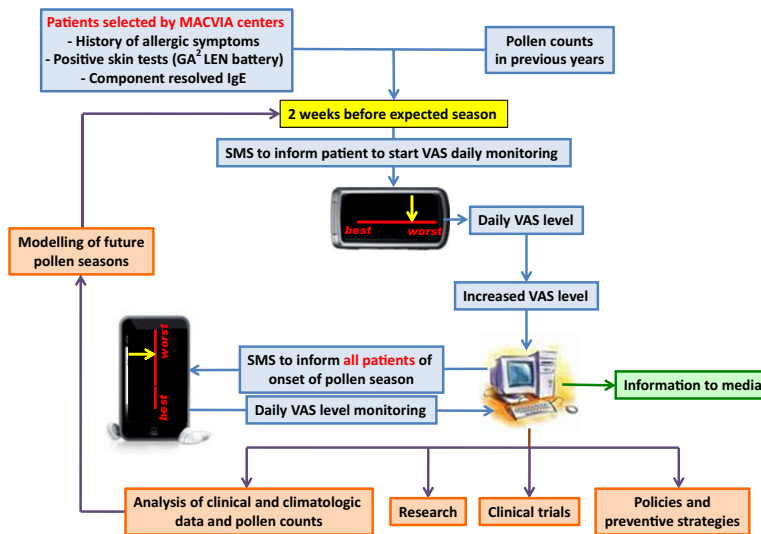 Patients selected by MACVIA centers
- History of allergic symptoms
- Positive skin tests (GA² LEN battery)
- Component resolved IgE
Pollen counts
in previous years
2 weeks before expected season
SMS to inform patient to start VAS daily monitoring
best worst
Daily VAS level
Modelling of future
pollen seasons
Increased VAS level
worst
best
SMS to inform all patients of
onset of pollen season
Information to media
Daily VAS level monitoring
Analysis of clinical and climatologic
data and pollen counts
Research
Clinical trials
Policies and
preventive strategies